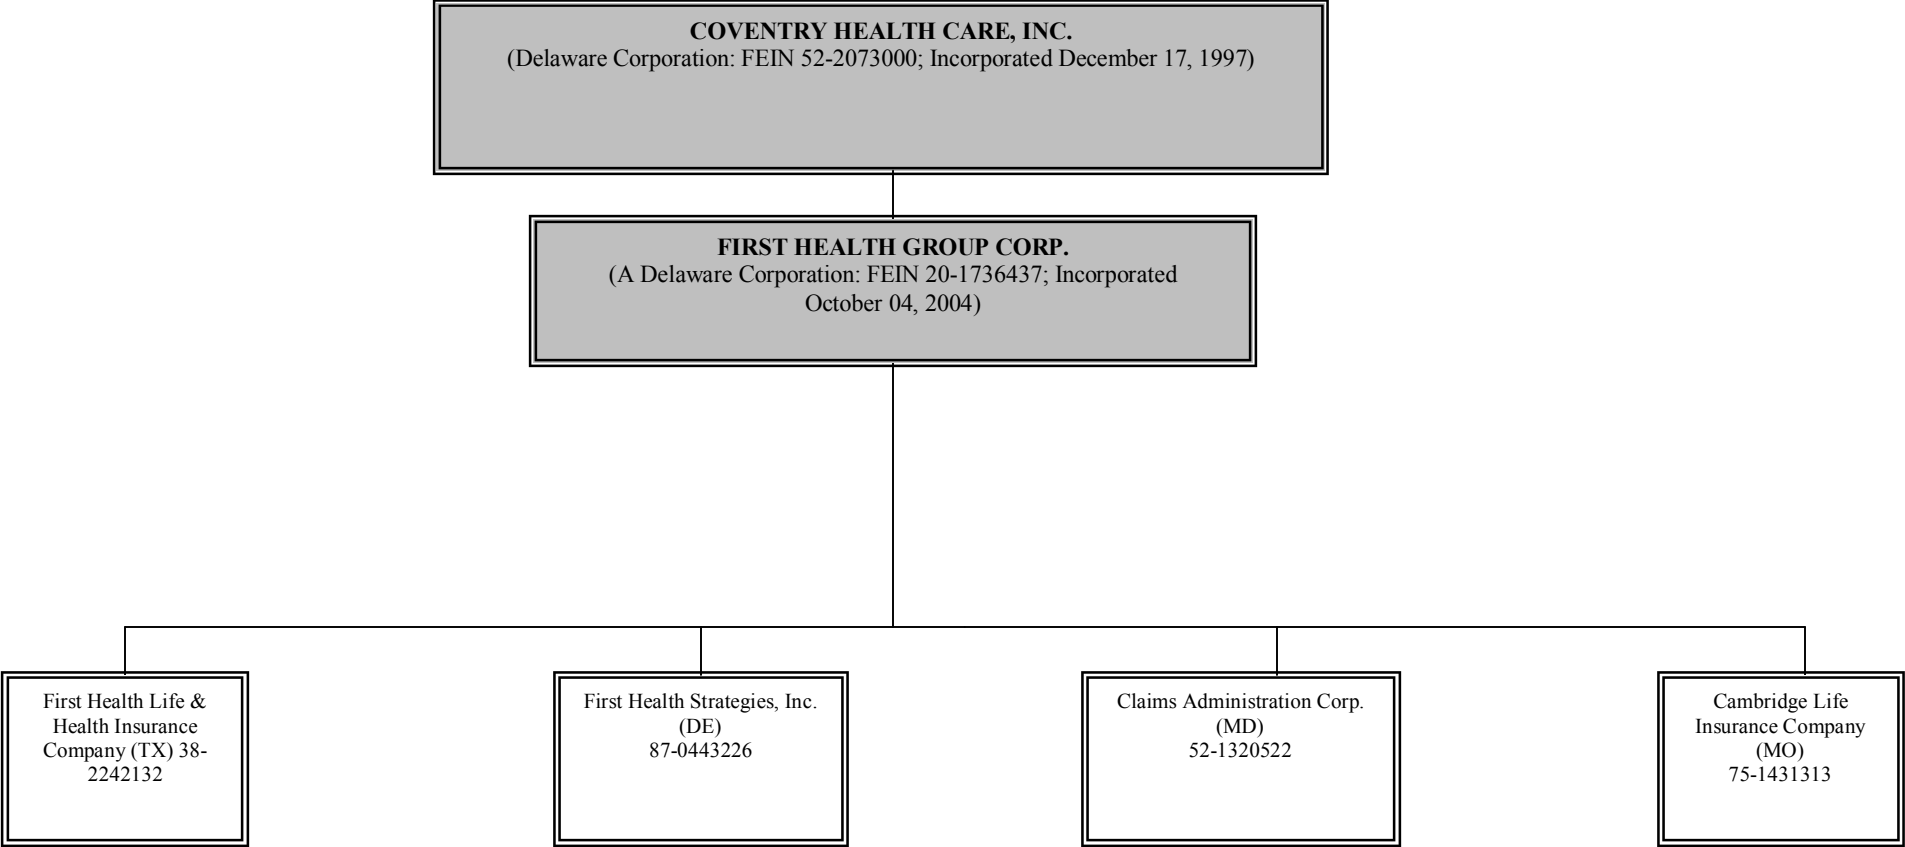 COVENTRY HEALTH CARE, INC.
(Delaware Corporation: FEIN 52-2073000; Incorporated December 17, 1997)
FIRST HEALTH GROUP CORP.
(A Delaware Corporation: FEIN 20-1736437; Incorporated
October 04, 2004)
First Health Life &
Health Insurance
Company (TX) 38-
2242132
First Health Strategies, Inc.
(DE)
87-0443226
Claims Administration Corp.
(MD)
52-1320522
Cambridge Life
Insurance Company
(MO)
75-1431313